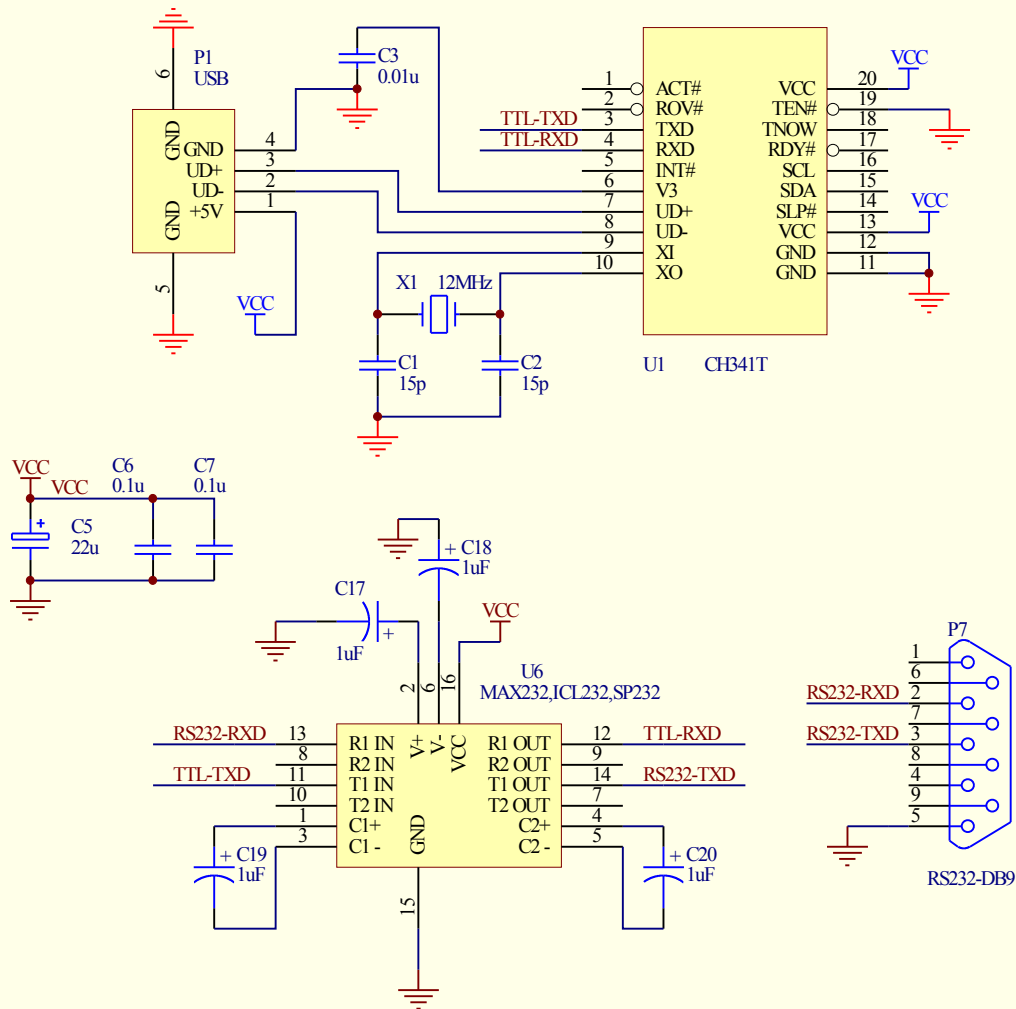 P1
USB
6
GND
GND 4
UD+ 3
UD- 2
+5V 1
GND
5
VCC
C3
0.01u
TTL-TXD
TTL-RXD
1 ACT#
2 ROV#
3 TXD
4 RXD
5 INT#
6 V3
7 UD+
8 UD-
9 XI
10 XO
VCC 20
TEN# 19
TNOW 18
RDY# 17
SCL 16
SDA 15
SLP# 14
VCC 13
GND 12
GND 11
VCC
VCC
U1 CH341T
X1 12MHz
C1
15p
C2
15p
VCC
VCC
C5
22u
C6
0.1u
C7
0.1u
+ C18
1uF
C17
+
1uF
VCC
U6
MAX232,ICL232,SP232
2 6 16
V+ V- VCC
RS232-RXD 13 R1 IN
8 R2 IN
TTL-TXD 11 T1 IN
10 T2 IN
1 C1+
3 C1 -
GND
15
R1 OUT 12 TTL-RXD
R2 OUT 9
T1 OUT 14 RS232-TXD
T2 OUT 7
C2+ 4
C2 - 5
+ C19
1uF
+ C20
1uF
P7
1
6
RS232-RXD 2
7
RS232-TXD 3
8
4
9
5
RS232-DB9